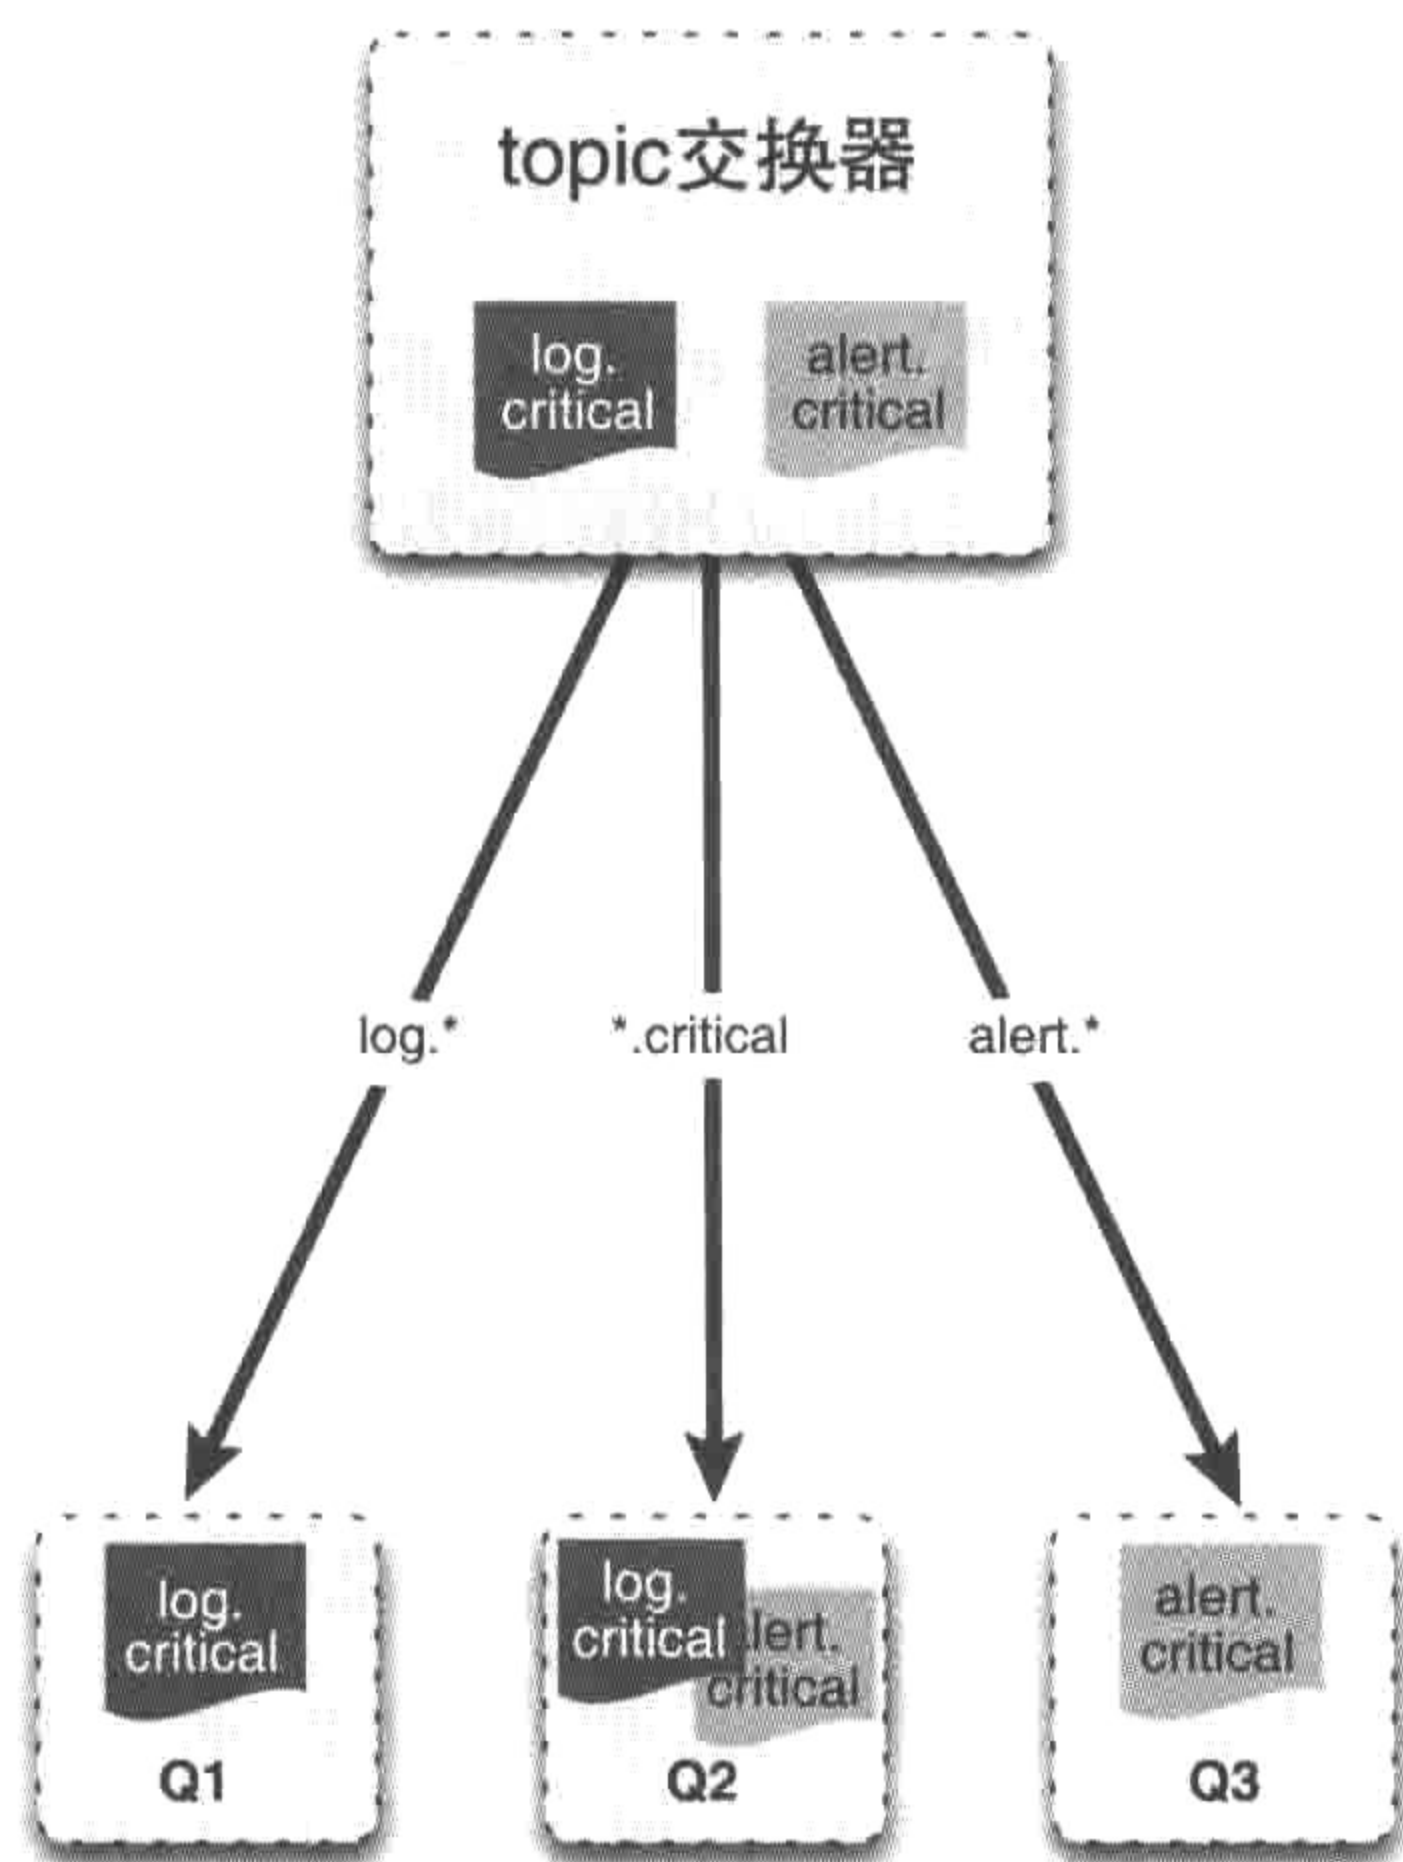 topic交换器
log.
critical
alert.
critical
log.*
*.critical
alert.*
log.
critical
Q1
log.
critical
alert.
critical
Q2
alert.
critical
Q3